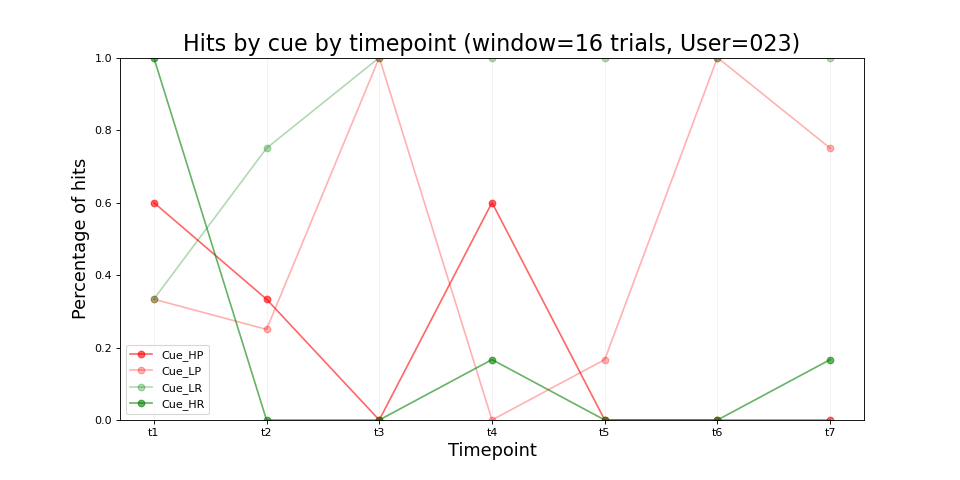 Hits by cue by timepoint (window=16 trials, User=023)
Percentage of hits
1.0
0.8
0.6
0.4
0.2
0.0
Cue_HP
Cue_LP
Cue_LR
Cue_HR
t1 t2 t3 t4 t5 t6 t7
Timepoint